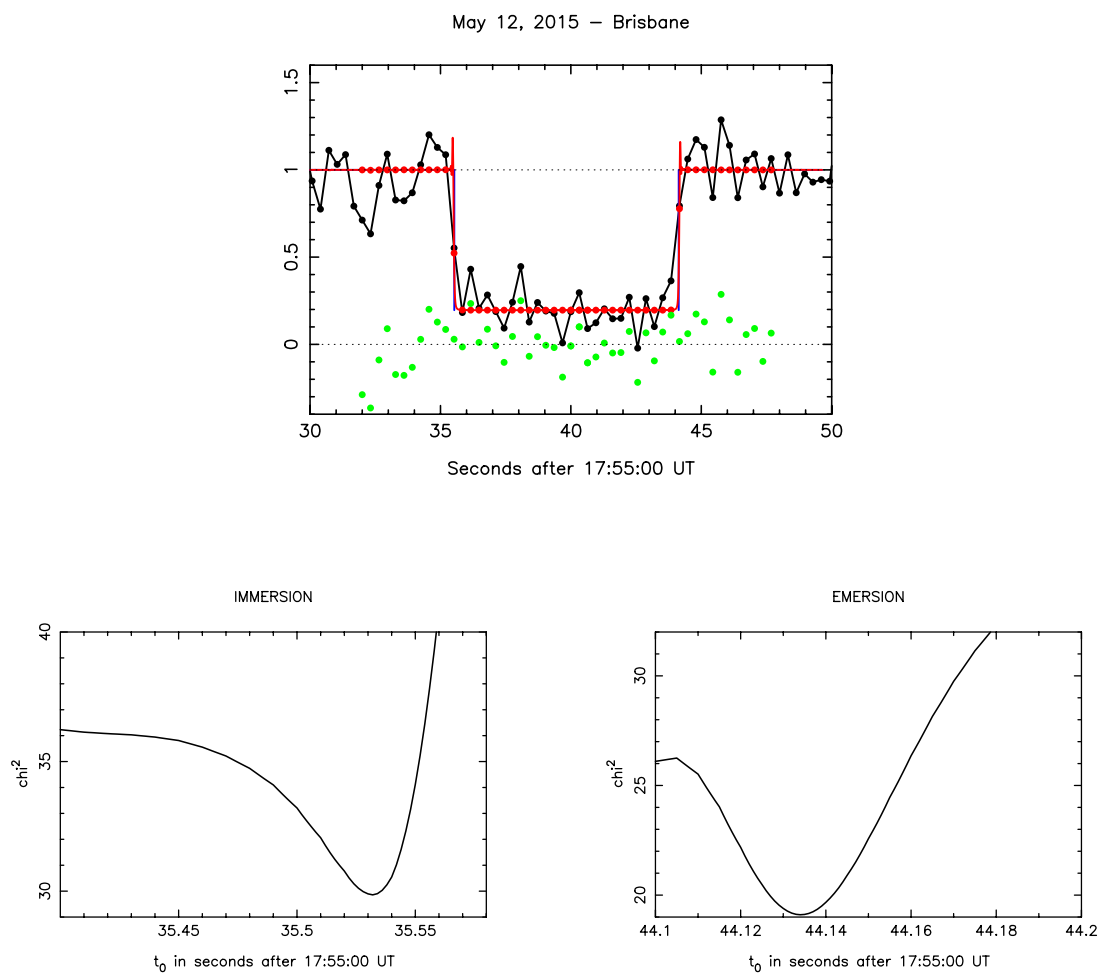 May 12, 2015 – Brisbane
1.5
1
0.5
0
30 35 40 45 50
Seconds after 17:55:00 UT
IMMERSION
40
35
30
chi²
35.45 35.5 35.55
t₀ in seconds after 17:55:00 UT
EMERSION
30
25
20
chi²
44.1 44.12 44.14 44.16 44.18 44.2
t₀ in seconds after 17:55:00 UT